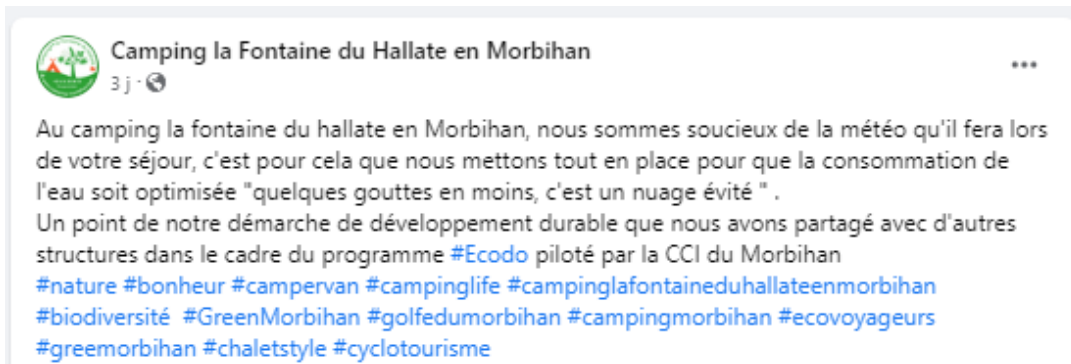 Camping la Fontaine du Hallate en Morbihan
3 j ·
Au camping la fontaine du hallate en Morbihan, nous sommes soucieux de la météo qu'il fera lors
de votre séjour, c'est pour cela que nous mettons tout en place pour que la consommation de
l'eau soit optimisée "quelques gouttes en moins, c'est un nuage évité " .
Un point de notre démarche de développement durable que nous avons partagé avec d'autres
structures dans le cadre du programme #Ecodo piloté par la CCI du Morbihan
#nature #bonheur #campervan #campinglife #campinglafontaineduhallateenmorbihan
#biodiversité #GreenMorbihan #golfedumorbihan #campingmorbihan #ecovoyageurs
#greemorbihan #chaletstyle #cyclotourisme